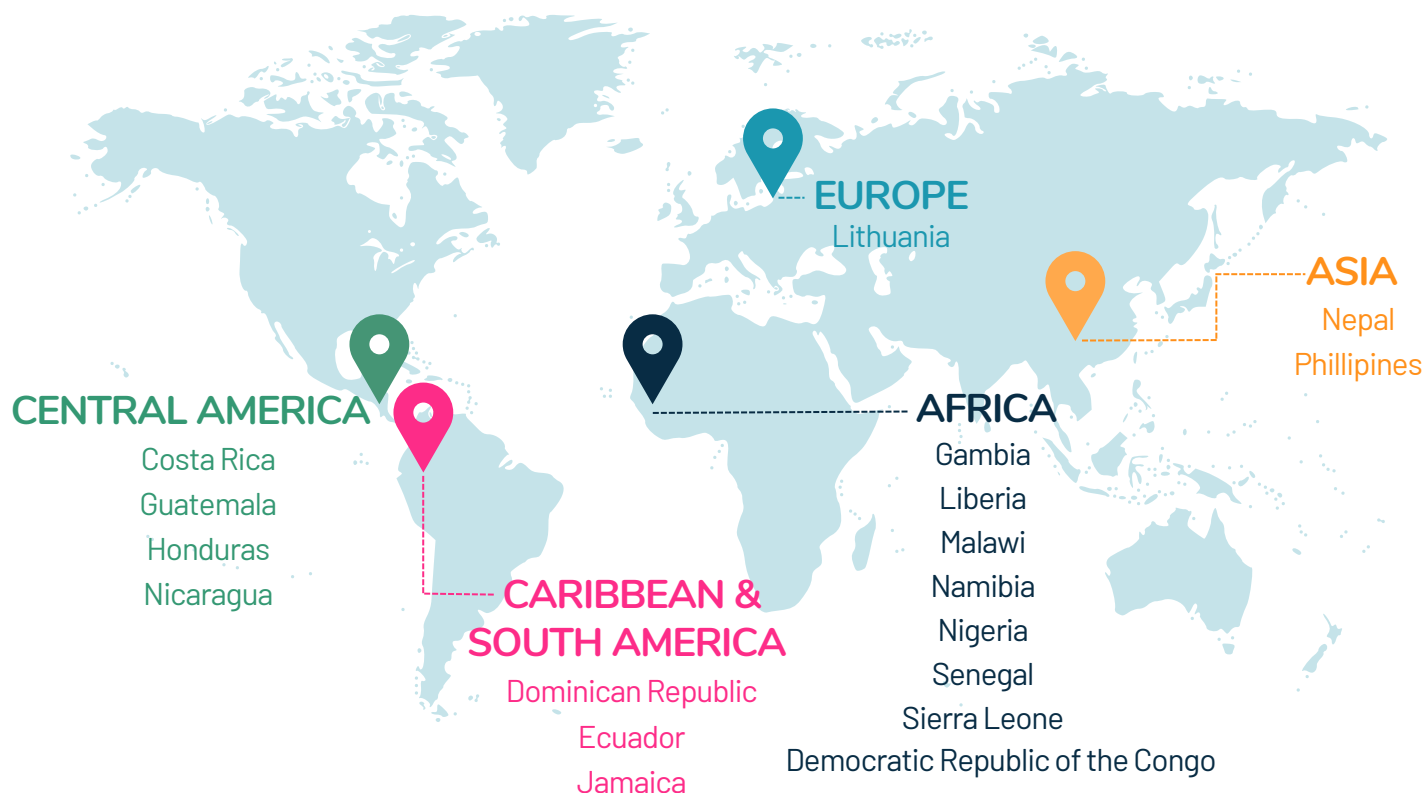 EUROPE
Lithuania
ASIA
Nepal
Phillipines
CENTRAL AMERICA
Costa Rica
Guatemala
Honduras
Nicaragua
AFRICA
Gambia
Liberia
Malawi
Namibia
Nigeria
Senegal
Sierra Leone
Democratic Republic of the Congo
CARIBBEAN &
SOUTH AMERICA
Dominican Republic
Ecuador
Jamaica